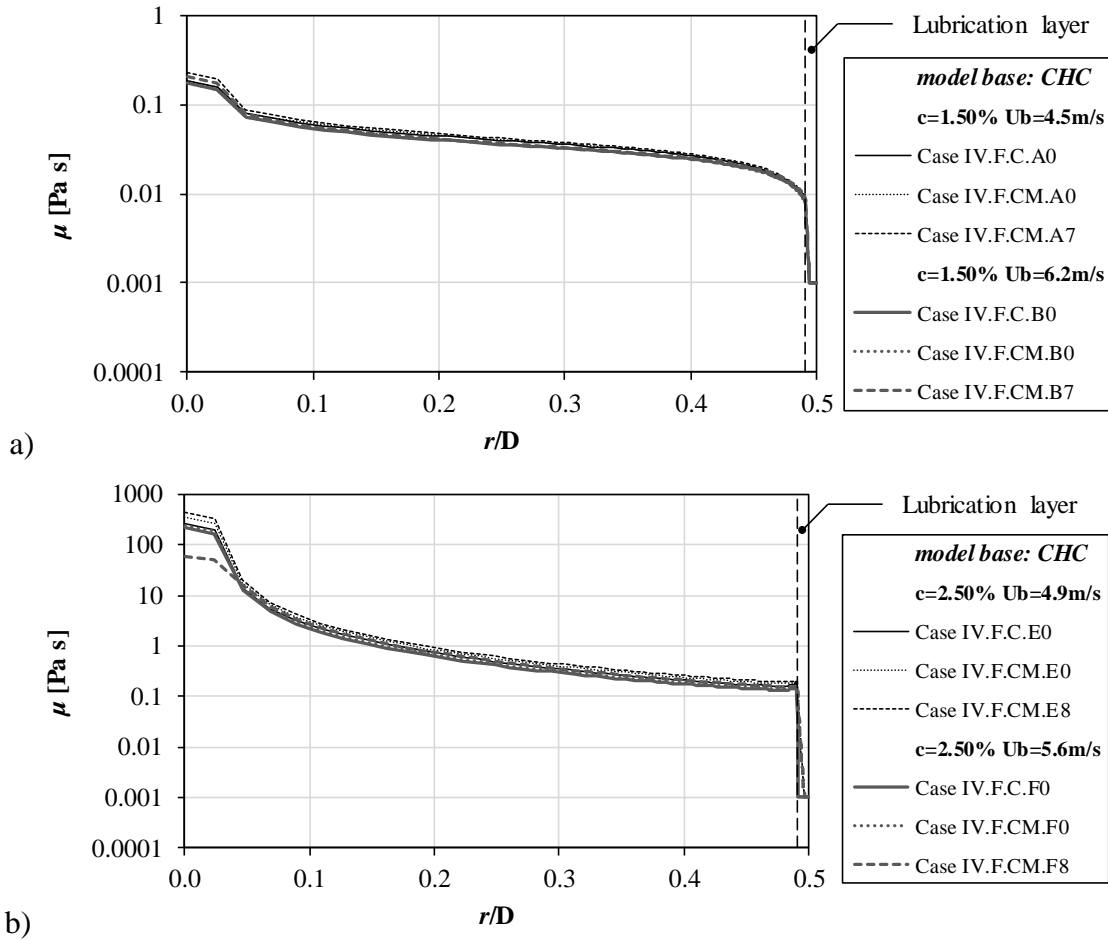 1
0.1
0.01
0.001
0.0001
μ [Pa s]
0.0 0.1 0.2 0.3 0.4 0.5
r/D
a)
Lubrication layer
model base: CHC
c=1.50% Ub=4.5m/s
Case IV.F.C.A0
Case IV.F.CM.A0
Case IV.F.CM.A7
c=1.50% Ub=6.2m/s
Case IV.F.C.B0
Case IV.F.CM.B0
Case IV.F.CM.B7
1000
100
10
1
0.1
0.01
0.001
0.0001
μ [Pa s]
0.0 0.1 0.2 0.3 0.4 0.5
r/D
b)
Lubrication layer
model base: CHC
c=2.50% Ub=4.9m/s
Case IV.F.C.E0
Case IV.F.CM.E0
Case IV.F.CM.E8
c=2.50% Ub=5.6m/s
Case IV.F.C.F0
Case IV.F.CM.F0
Case IV.F.CM.F8